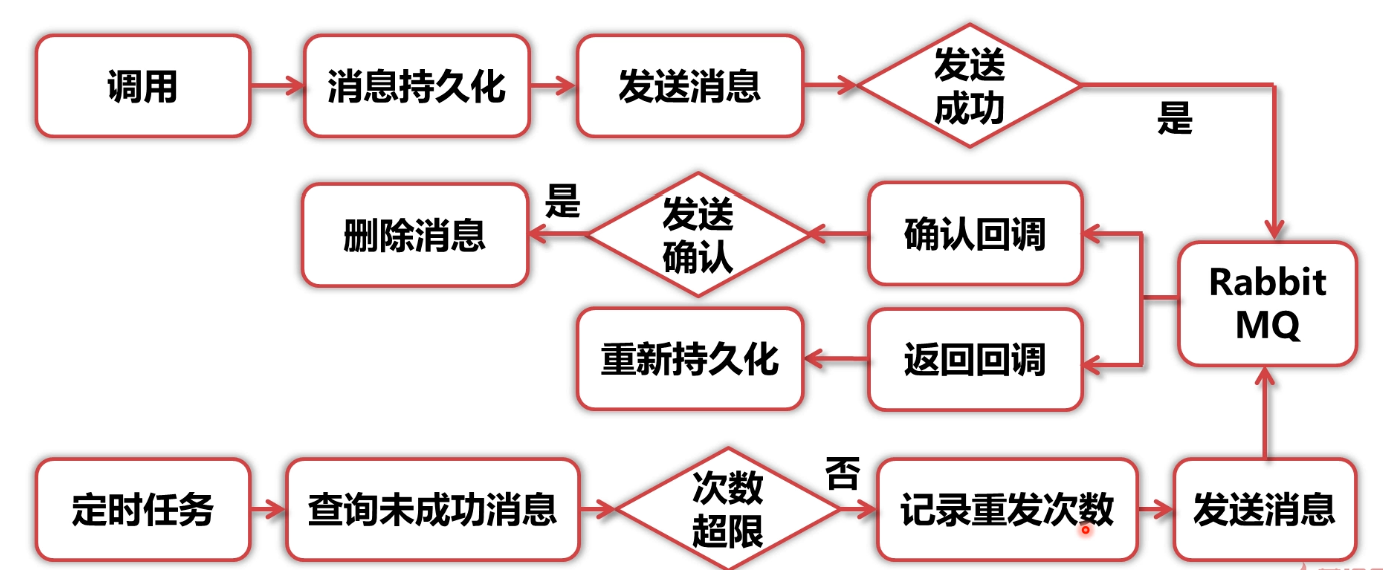 调用
消息持久化
发送消息
发送
成功
是
删除消息
是
发送
确认
确认回调
Rabbit
MQ
重新持久化
返回回调
定时任务
查询未成功消息
次数
超限
否
记录重发次数
发送消息